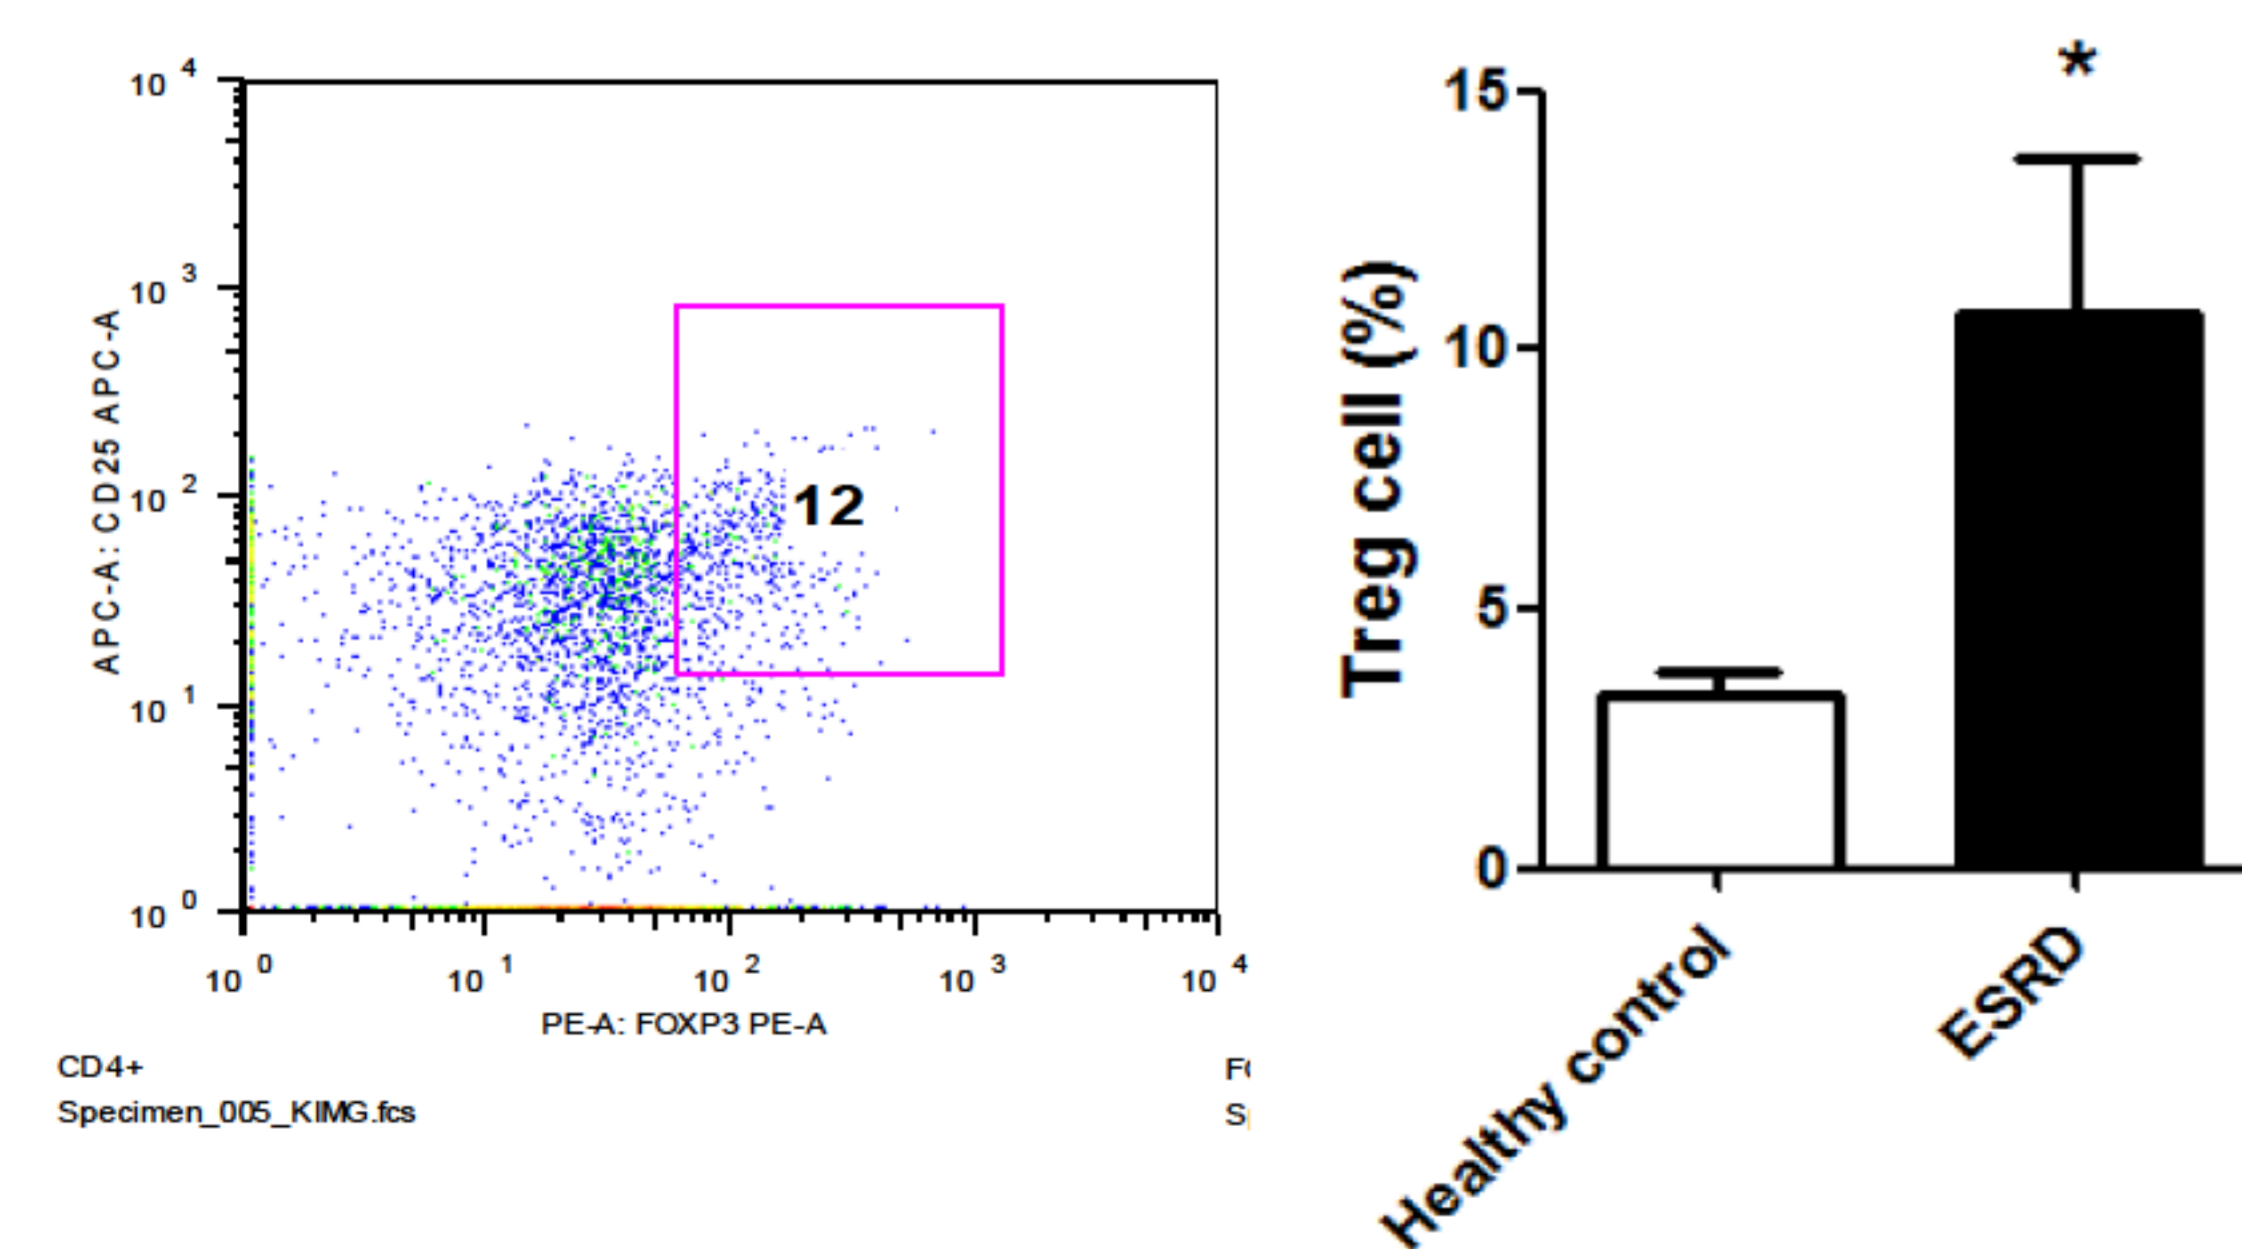 10 4
10 3
10 2
10 1
10 0
APC-A: CD25 APC-A
12
10 0 10 1 10 2 10 3 10 4
PE-A: FOXP3 PE-A
CD4+
Specimen_005_KIMG.fcs
*
15
10
5
0
Treg cell (%)
Healthy control
ESRD